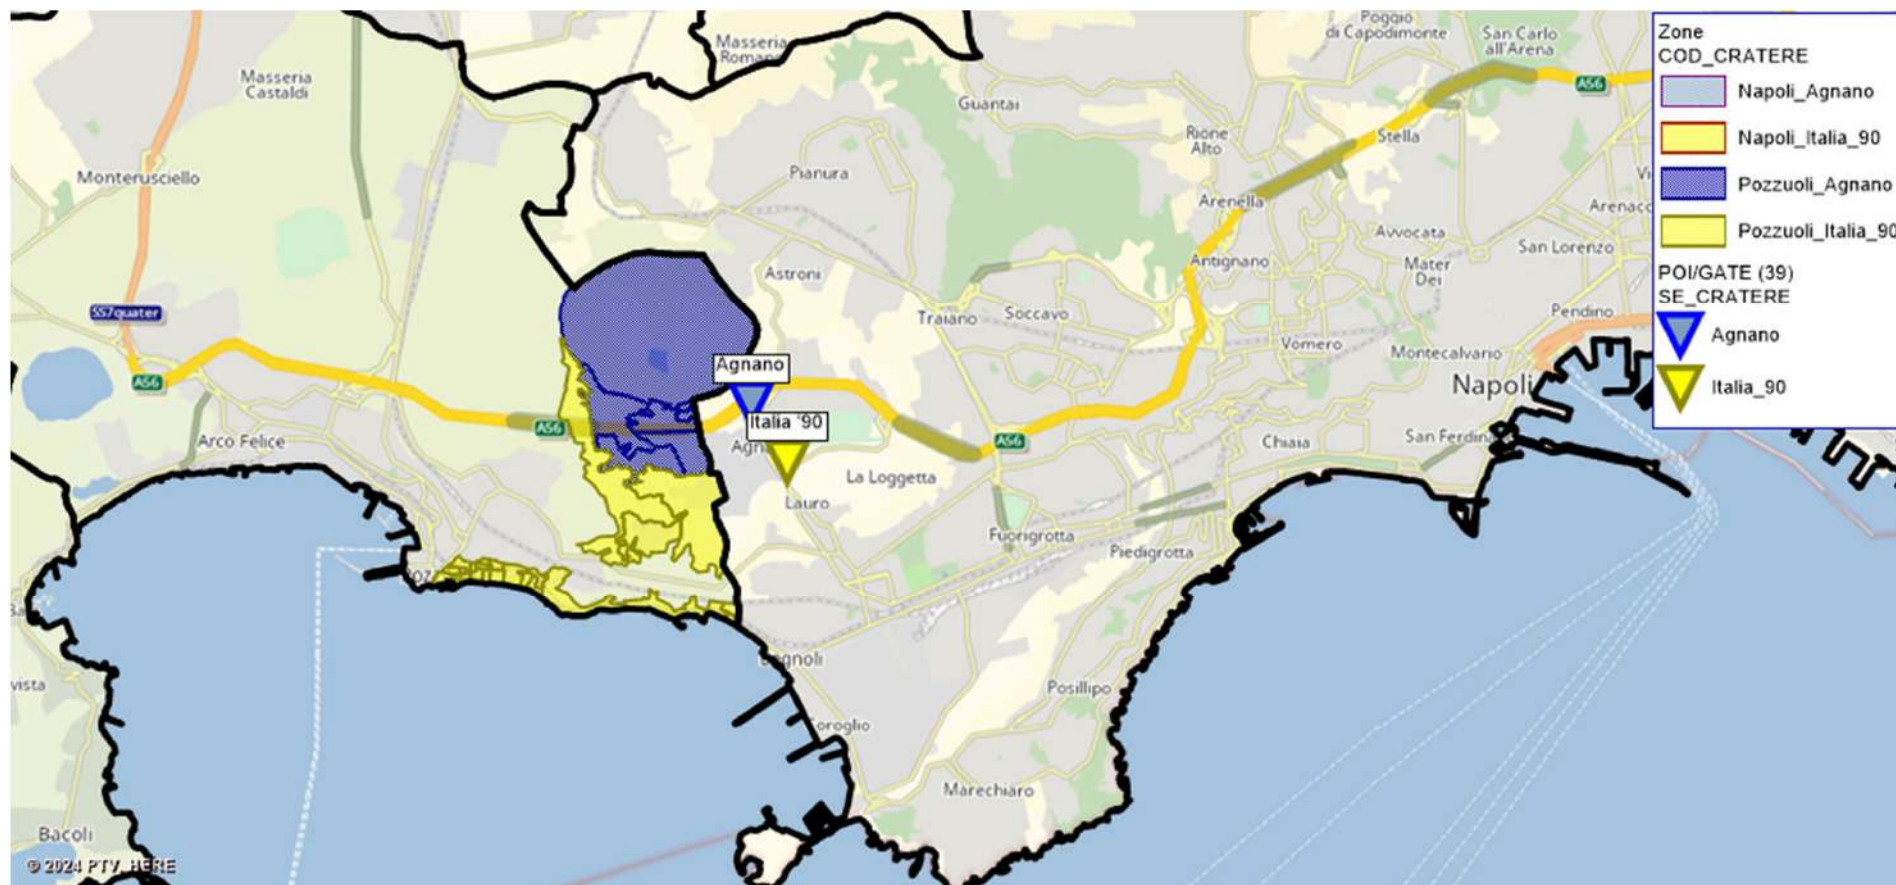 Poggio
di Capodimonte
San Carlo
all'Arena
Masseria
Masseria
Castaldi
A56
Guantai
Rione
Alto
Stella
Monterusciello
Pianura
Arenella
Avvocata
San Lorenzo
Antignano
Mater
Dei
Astroni
SS7quater
Traiano
Soccavo
Pendino
Vomero
Montecalvario
Agnano
A56
Napoli
Italia '90
A56
A56
Arco Felice
Chiaia
La Loggetta
Lauro
Fuorigrotta
Piedigrotta
Posillipo
Marechiaro
Bacoli
© 2024 PTV, HERE
Zone
COD_CRATERE
Napoli_Agnano
Napoli_Italia_90
Pozzuoli_Agnano
Pozzuoli_Italia_90
POI/GATE (39)
SE_CRATERE
Agnano
Italia_90